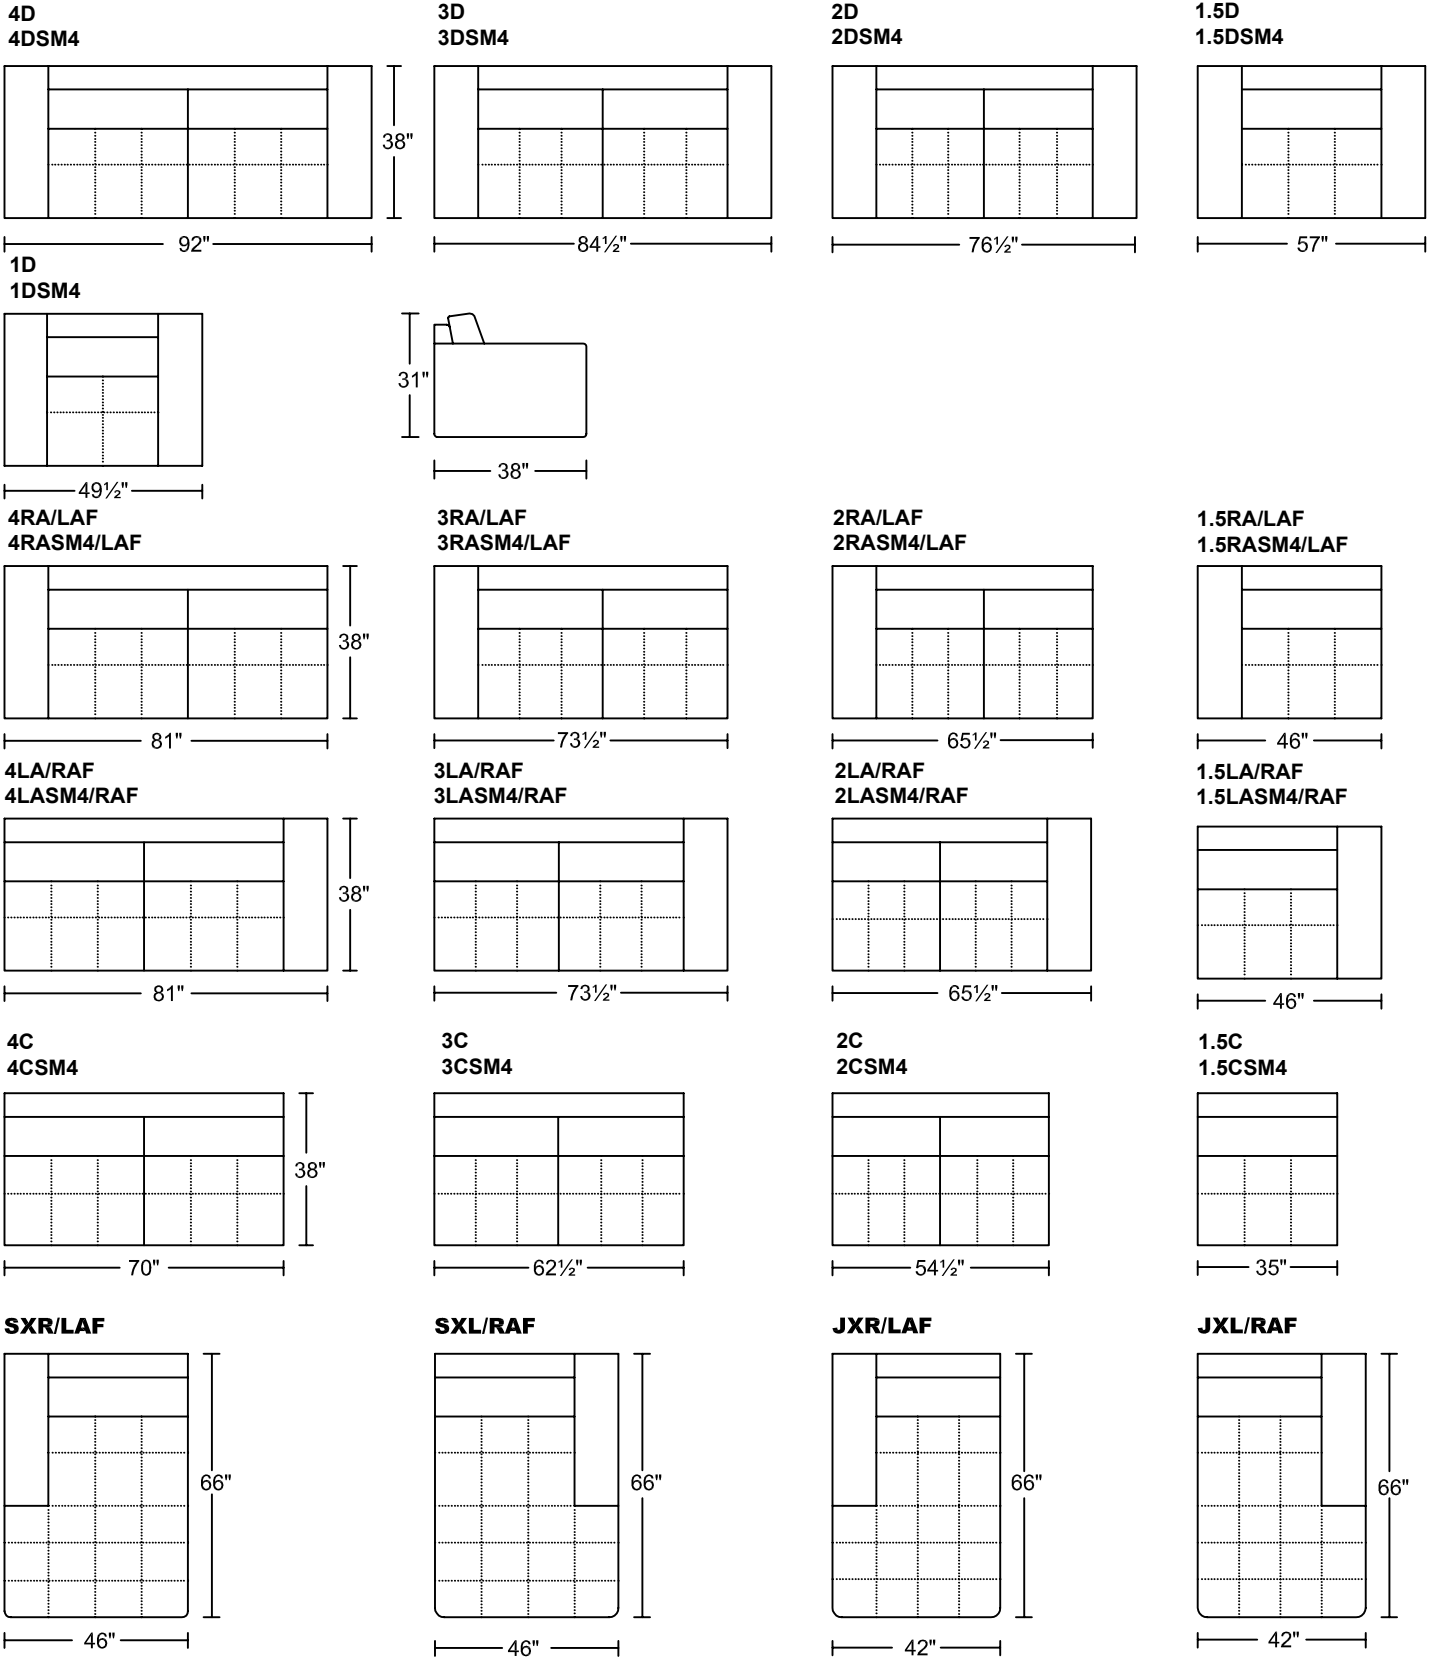 4D
4DSM4
3D
3DSM4
2D
2DSM4
1.5D
1.5DSM4
38"
92"
84½"
76½"
57"
1D
1DSM4
31"
49½"
38"
4RA/LAF
4RASM4/LAF
3RA/LAF
3RASM4/LAF
2RA/LAF
2RASM4/LAF
1.5RA/LAF
1.5RASM4/LAF
38"
81"
73½"
65½"
46"
4LA/RAF
4LASM4/RAF
3LA/RAF
3LASM4/RAF
2LA/RAF
2LASM4/RAF
1.5LA/RAF
1.5LASM4/RAF
38"
81"
73½"
65½"
46"
4C
4CSM4
3C
3CSM4
2C
2CSM4
1.5C
1.5CSM4
38"
70"
62½"
54½"
35"
SXR/LAF
SXL/RAF
JXR/LAF
JXL/RAF
66"
66"
66"
66"
46"
46"
42"
42"